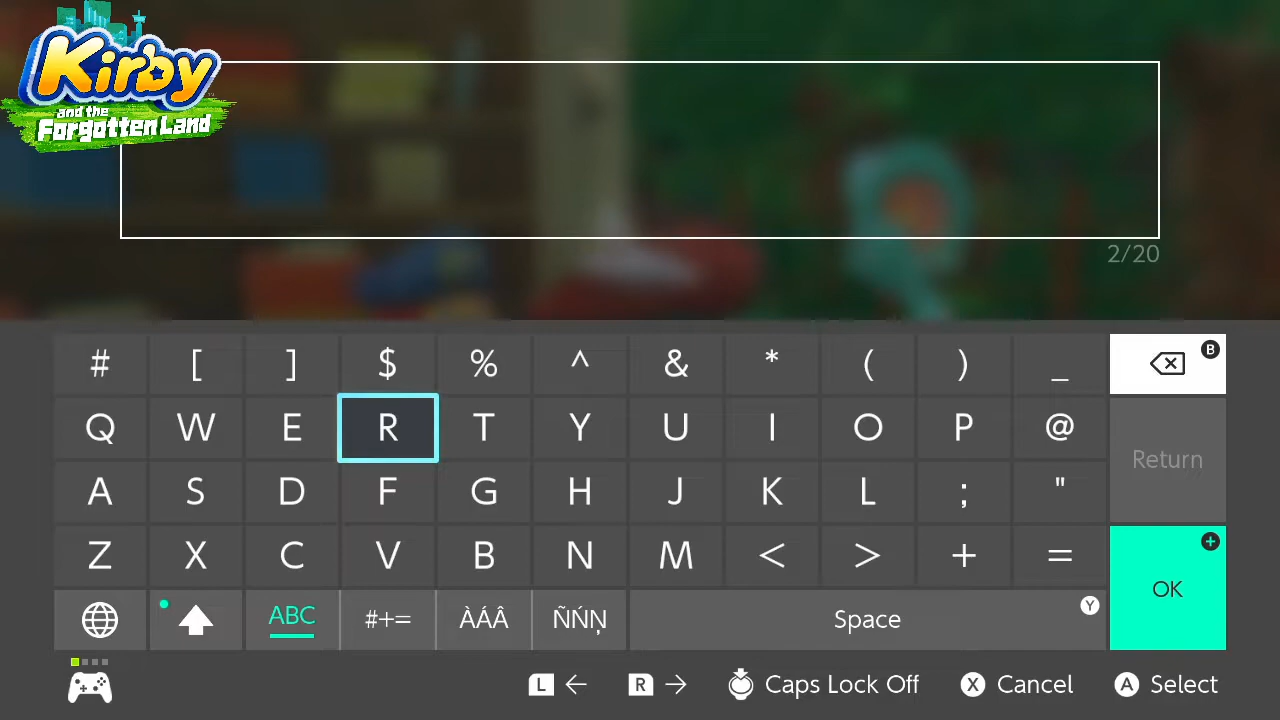 Kirby
and the
Forgotten Land
2/20
# [ ] $ % ^ & * ( ) _ B
Q W E R T Y U I O P @ Return
A S D F G H J K L ; "
Z X C V B N M < > + = + OK
ABC #+= ÀÁÂ ÑŃŅ Space Y
L ← R → Caps Lock Off X Cancel A Select